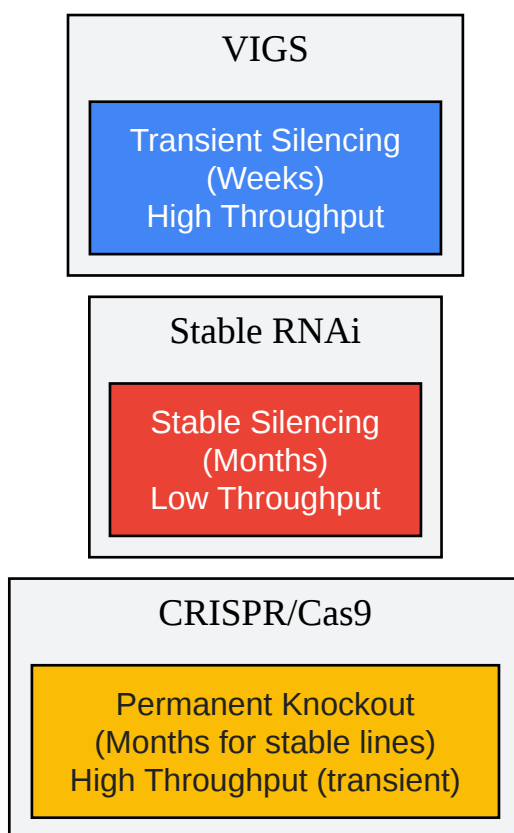 VIGS
Transient Silencing
(Weeks)
High Throughput
Stable RNAi
Stable Silencing
(Months)
Low Throughput
CRISPR/Cas9
Permanent Knockout
(Months for stable lines)
High Throughput (transient)